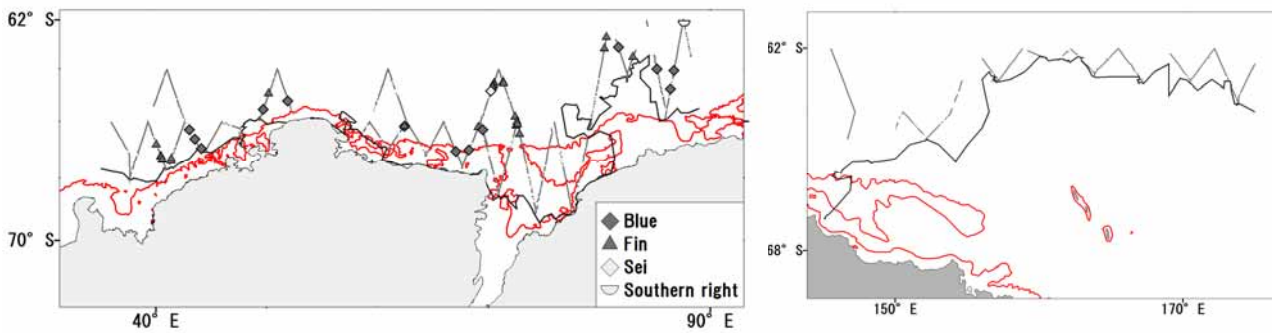 62° S
70° S
40° E
90° E
Blue
Fin
Sei
Southern right
62° S
68° S
150° E
170° E